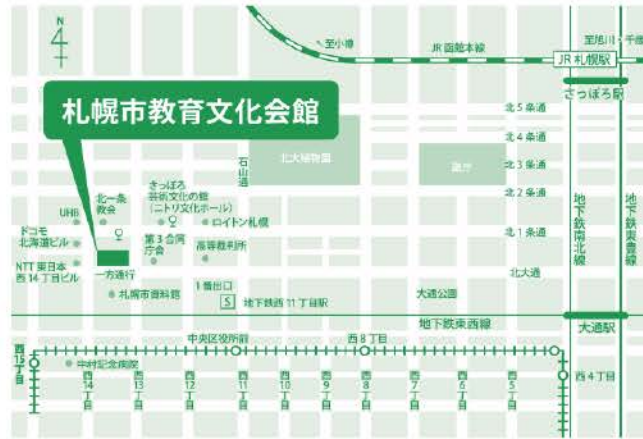 N
至小樽
JR 函館本線
至旭川・千歳
JR 札幌駅
さっぽろ駅
札幌市教育文化会館
北5条通
北4条通
北3条通
北2条通
北1条通
北大通
石山通
北大植物園
道庁
地下鉄南北線
地下鉄東豊線
UHB
北一条
教会
さっぽろ
芸術文化の館
(ニトリ文化ホール)
ロイトン札幌
ドコモ
北海道ビル
第3合同
庁舎
高等裁判所
NTT 東日本
西14丁目ビル
一方通行
札幌市資料館
1番出口
S
地下鉄西11丁目駅
大通公園
地下鉄東西線
大通駅
中央区役所前
西8丁目
西15丁目
中村記念病院
西14丁目
西13丁目
西12丁目
西11丁目
西10丁目
西9丁目
西8丁目
西7丁目
西6丁目
西5丁目
西4丁目